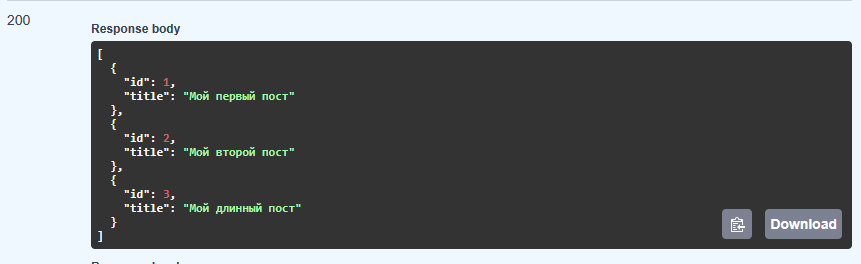 200
Response body
[
  {
    "id": 1,
    "title": "Мой первый пост"
  },
  {
    "id": 2,
    "title": "Мой второй пост"
  },
  {
    "id": 3,
    "title": "Мой длинный пост"
  }
]
Download